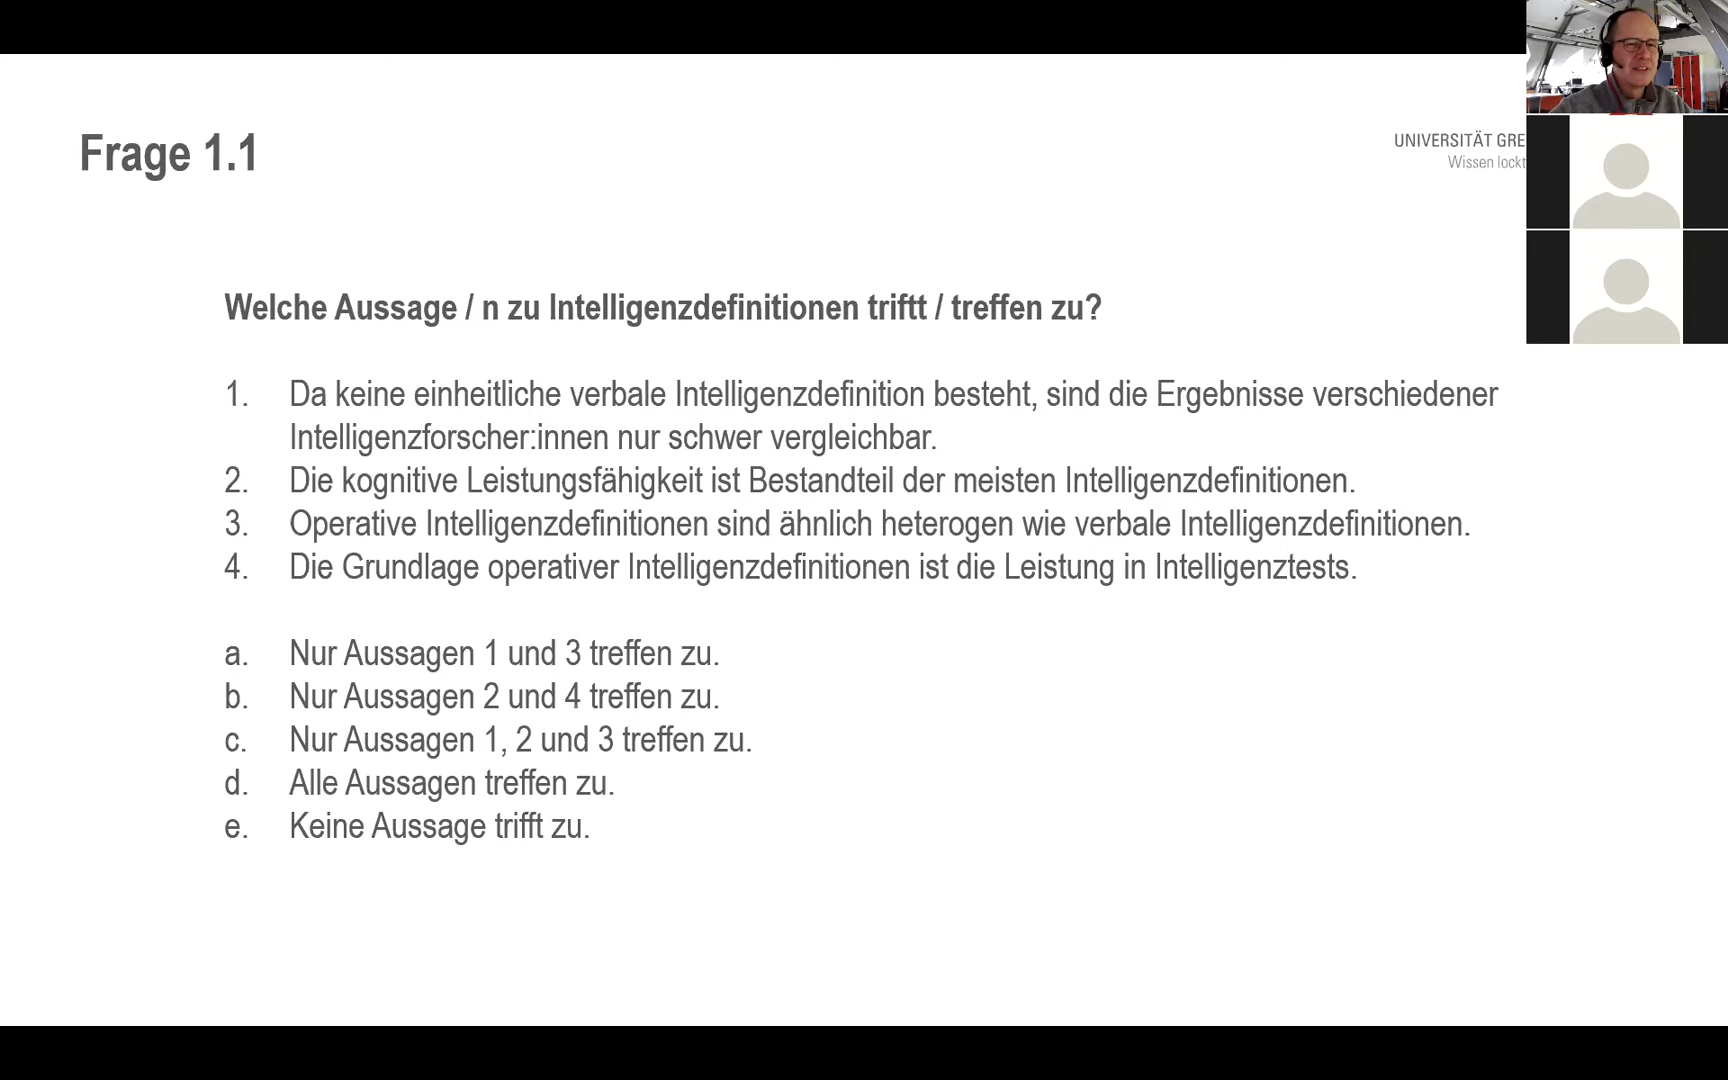 Frage 1.1
UNIVERSITÄT GRE
Wissen lockt
Welche Aussage / n zu Intelligenzdefinitionen triftt / treffen zu?
1. Da keine einheitliche verbale Intelligenzdefinition besteht, sind die Ergebnisse verschiedener
Intelligenzforscher:innen nur schwer vergleichbar.
2. Die kognitive Leistungsfähigkeit ist Bestandteil der meisten Intelligenzdefinitionen.
3. Operative Intelligenzdefinitionen sind ähnlich heterogen wie verbale Intelligenzdefinitionen.
4. Die Grundlage operativer Intelligenzdefinitionen ist die Leistung in Intelligenztests.
a. Nur Aussagen 1 und 3 treffen zu.
b. Nur Aussagen 2 und 4 treffen zu.
c. Nur Aussagen 1, 2 und 3 treffen zu.
d. Alle Aussagen treffen zu.
e. Keine Aussage trifft zu.